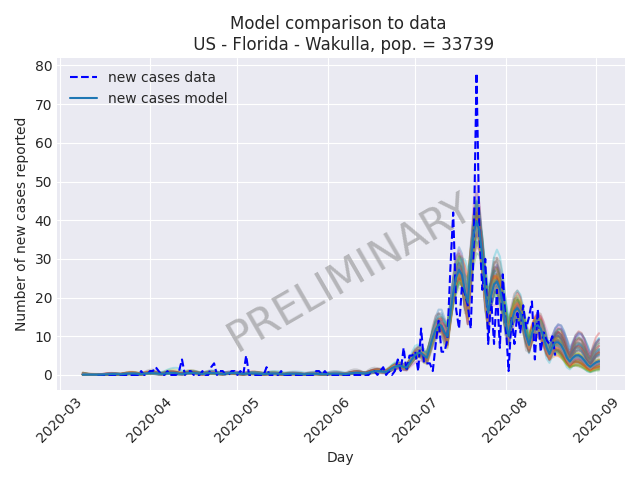 Model comparison to data
US - Florida - Wakulla, pop. = 33739
new cases data
new cases model
PRELIMINARY
Number of new cases reported
80
70
60
50
40
30
20
10
0
2020-03
2020-04
2020-05
2020-06
2020-07
2020-08
2020-09
Day